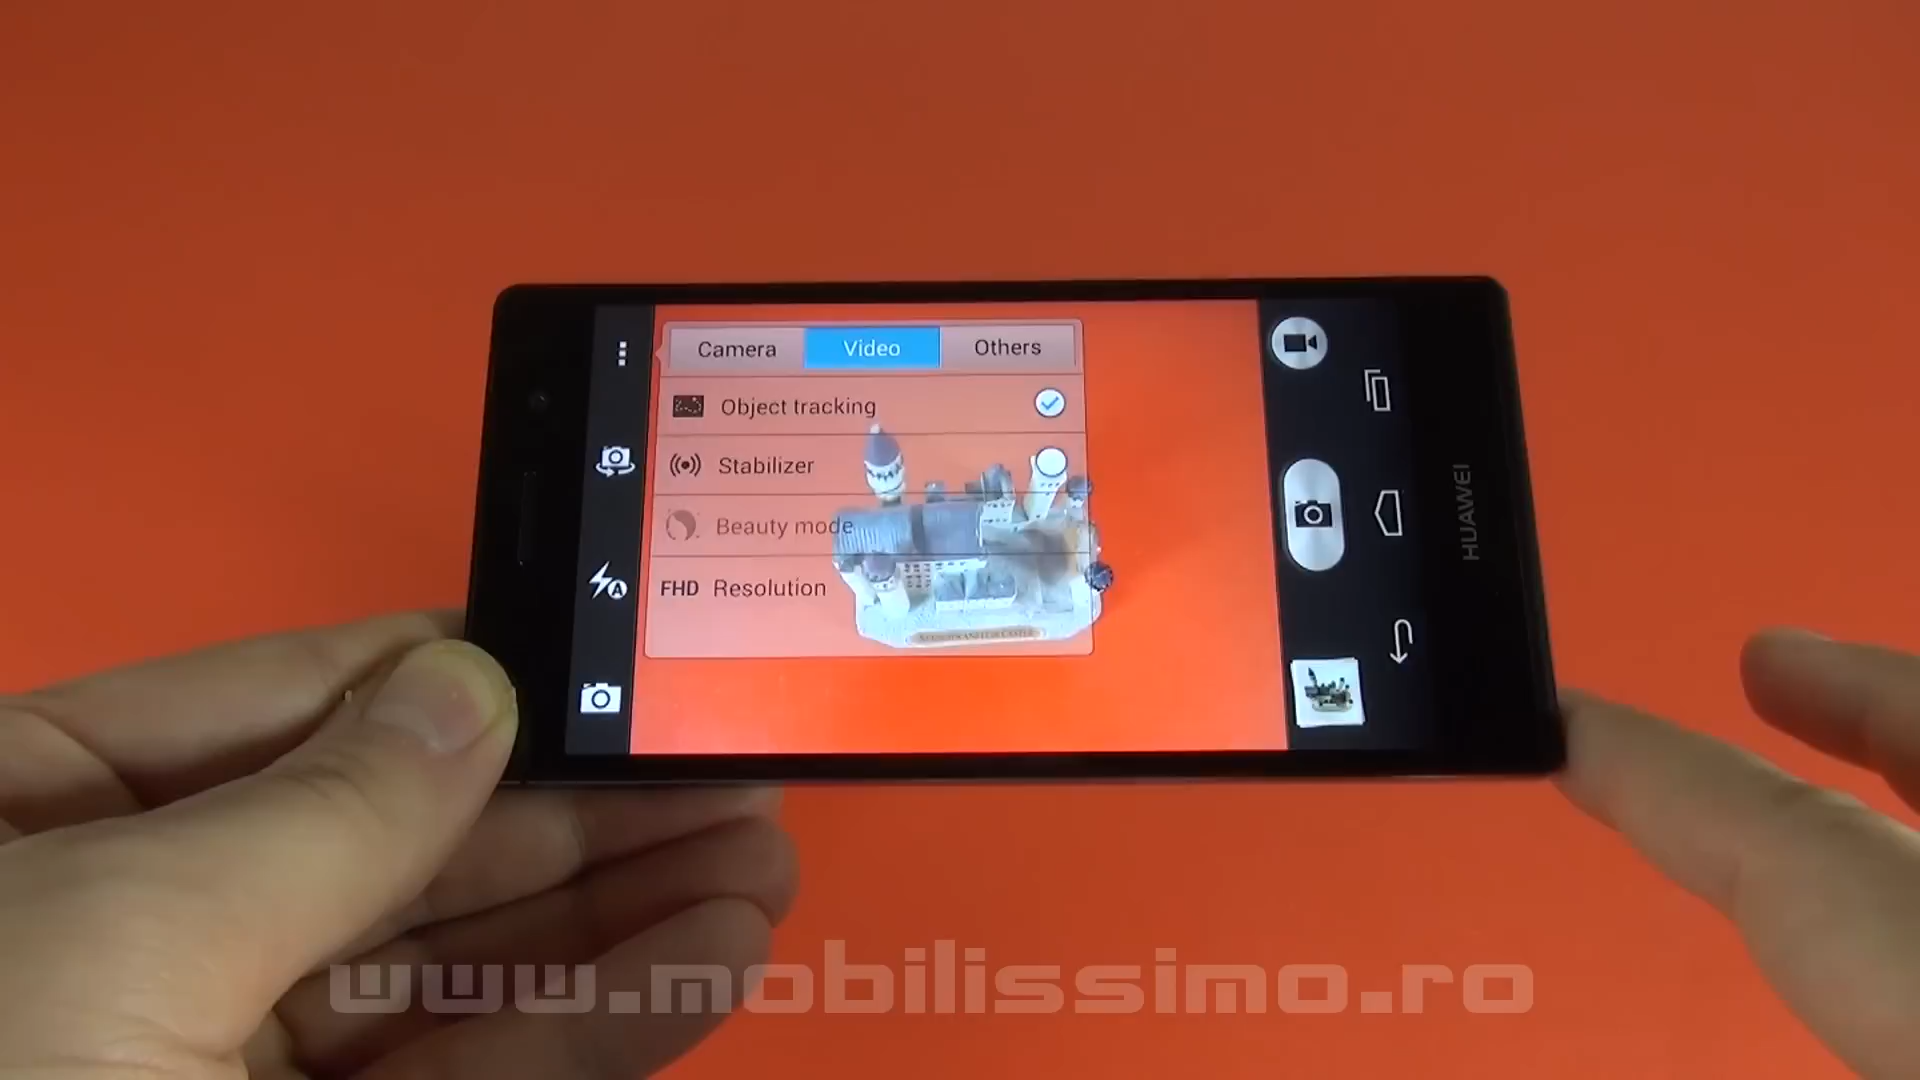 Camera Video Others
Object tracking
Stabilizer
Beauty mode
FHD Resolution
HUAWEI
www.mobilissimo.ro